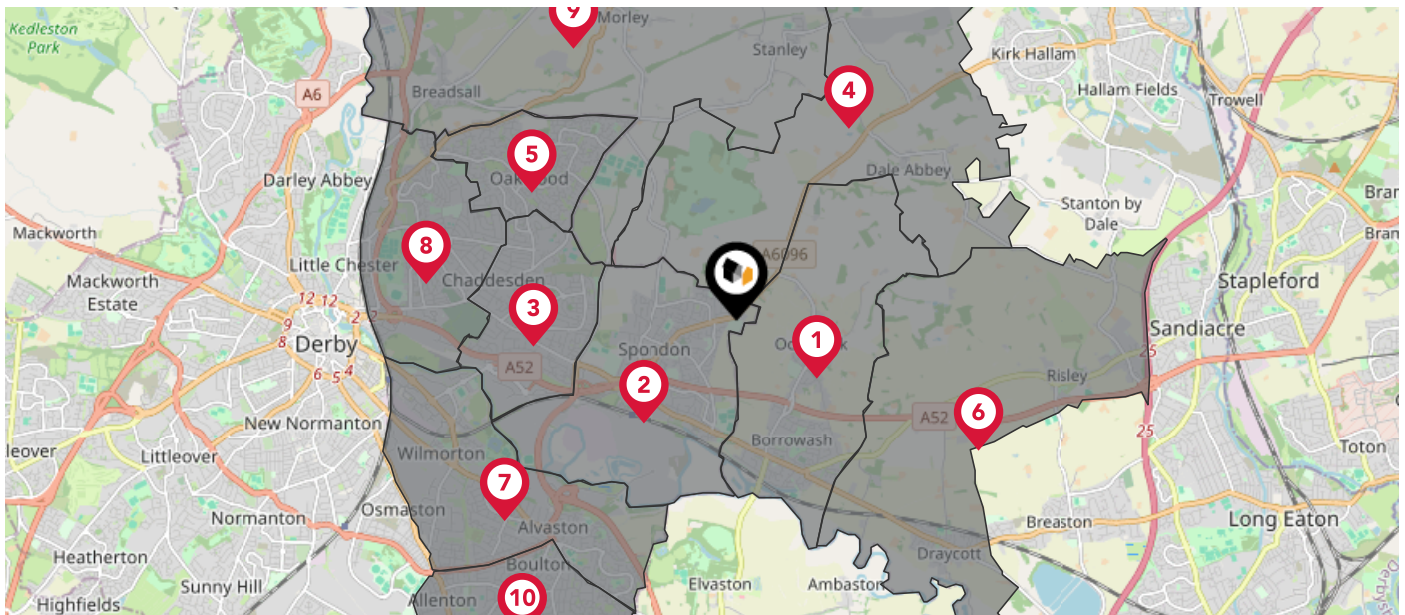 Kedleston
Park
9
Morley
Stanley
Kirk Hallam
A6
Breadsall
4
Hallam Fields
Trowell
5
Oakwood
Darley Abbey
Dale Abbey
Stanton by
Dale
Mackworth
8
A6096
Little Chester
Chaddesden
Mackworth
Estate
Stapleford
12 12
2
2
9
8
3
Derby
6 5 4
Spondon
1
Sandiacre
25
A52
2
Risley
6
A52
New Normanton
25
Toton
Littleover
Wilmorton
Borrowash
7
Normanton
Osmaston
Alvaston
Breaston
Long Eaton
Heatherton
Boulton
Draycott
Sunny Hill
Elvaston
Ambaston
Highfields
Allenton
10